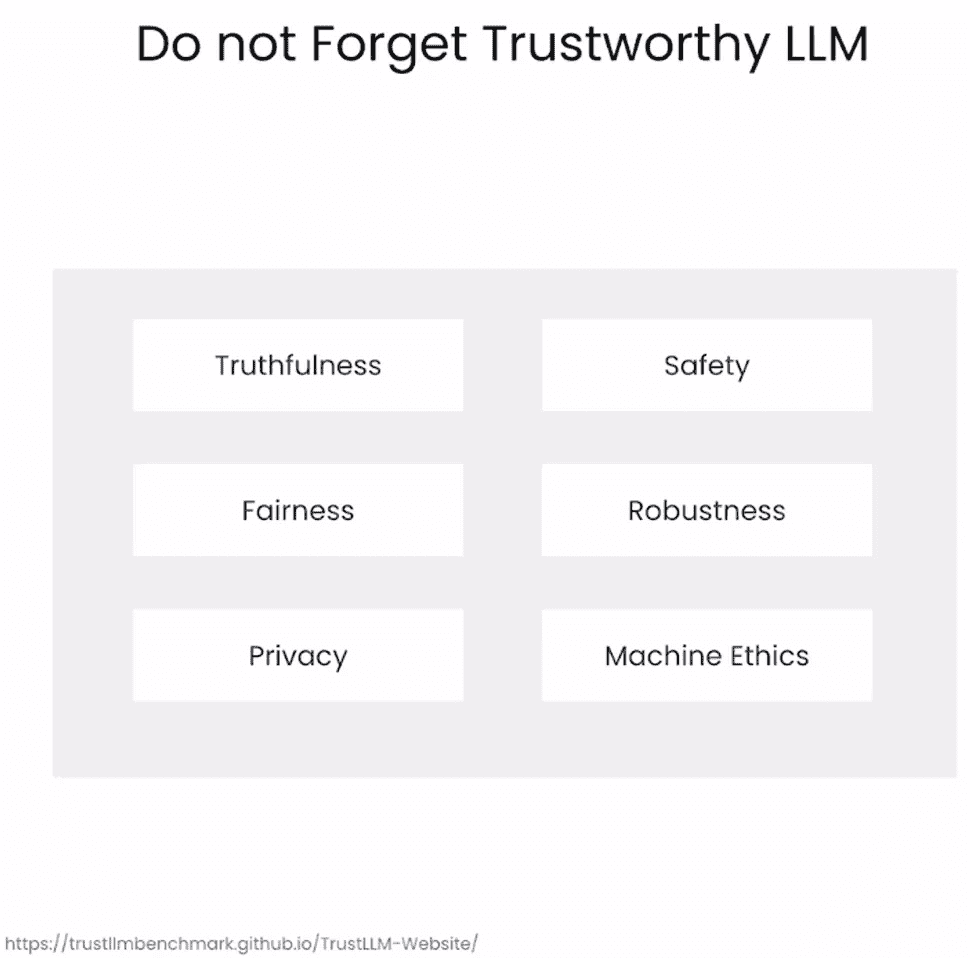 Do not Forget Trustworthy LLM
Truthfulness
Safety
Fairness
Robustness
Privacy
Machine Ethics
https://trustllmbenchmark.github.io/TrustLLM-Website/